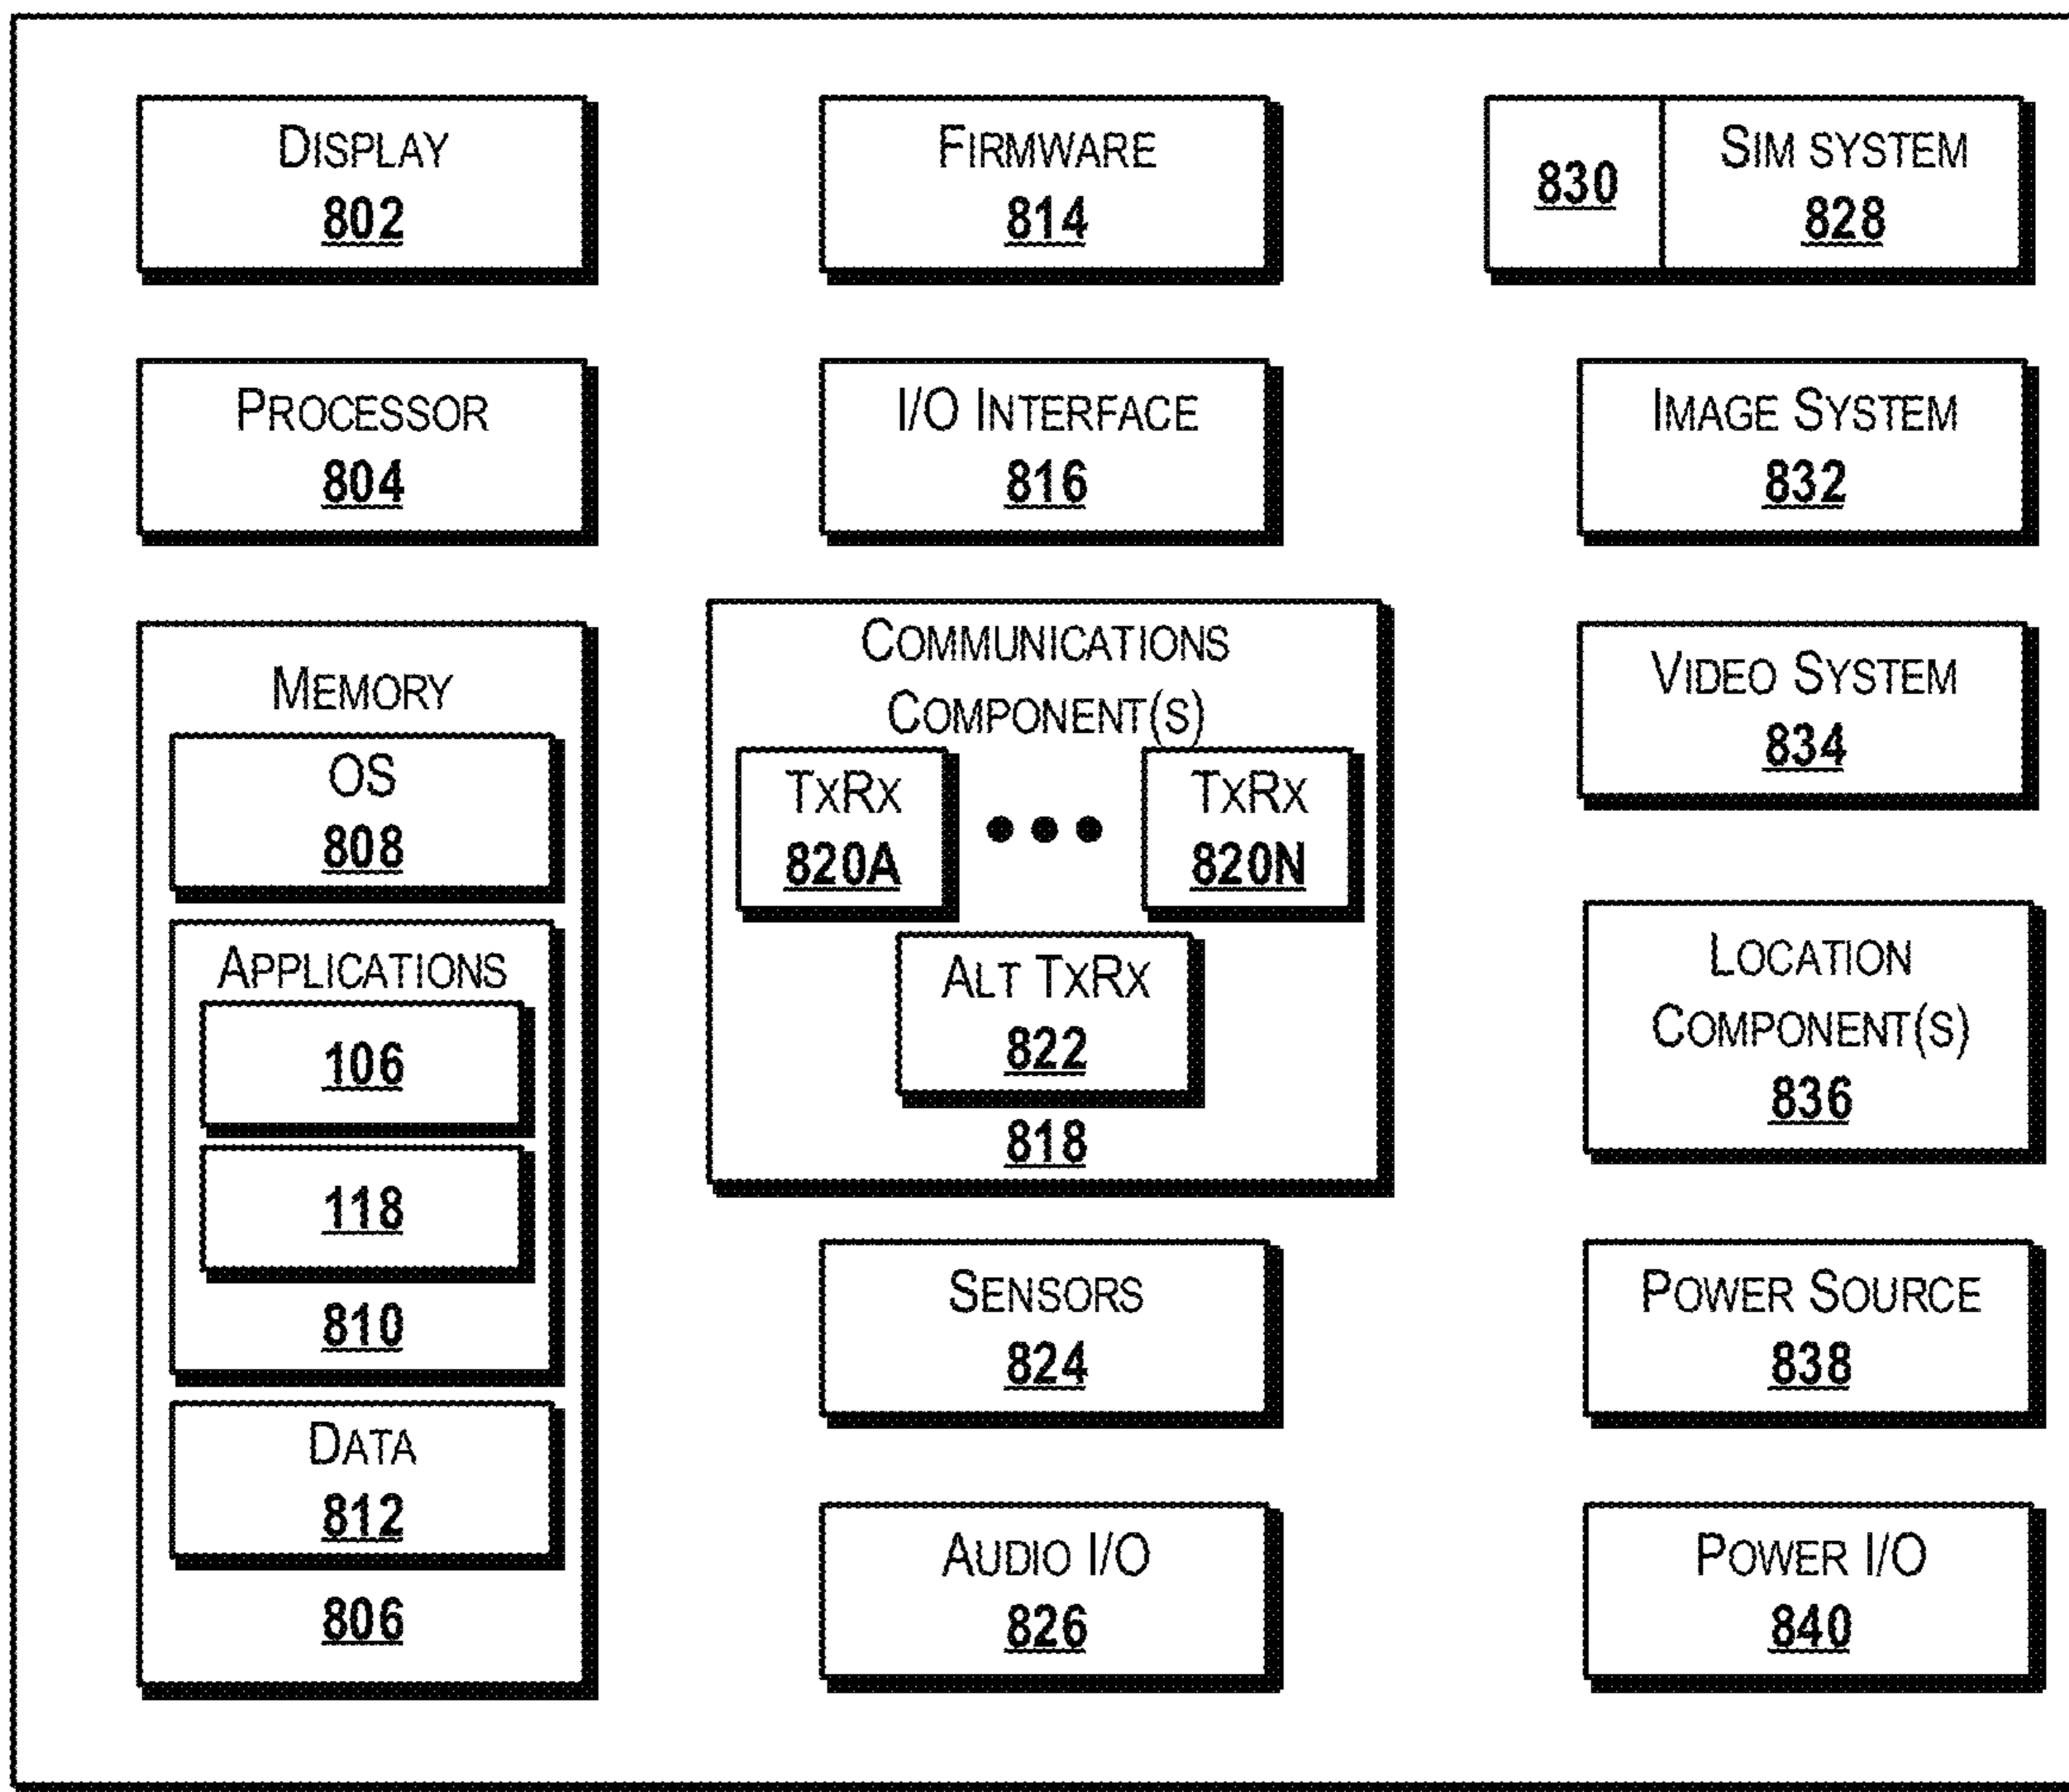 Display
802
Processor
804
Memory
OS
808
Applications
106
118
810
Data
812
806
Firmware
814
I/O Interface
816
Communications
Component(s)
TxRx
820A
TxRx
820N
Alt TxRx
822
818
Sensors
824
Audio I/O
826
830
Sim system
828
Image System
832
Video System
834
Location
Component(s)
836
Power Source
838
Power I/O
840